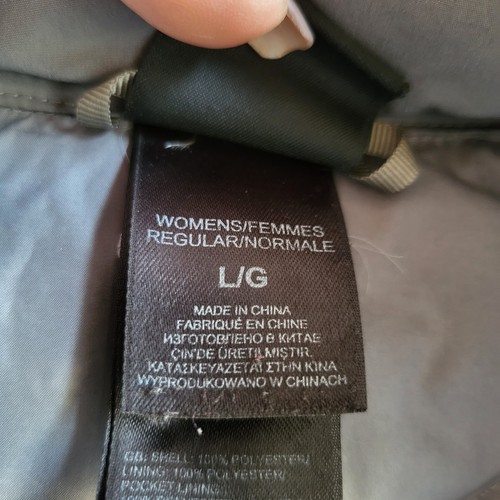 WOMENS/FEMMES
REGULAR/NORMALE
L/G
MADE IN CHINA
FABRIQUÉ EN CHINE
ИЗГОТОВЛЕНО В КИТАЕ
ÇİN'DE ÜRETİLMİŞTİR.
ΚΑΤΑΣΚΕΥΑΖΕΤΑΙ ΣΤΗΝ ΚΙΝΑ
WYPRODUKOWANO W CHINACH
GB: SHELL: 100% POLYESTER/
LINING: 100% POLYESTER/
POCKET LINING: